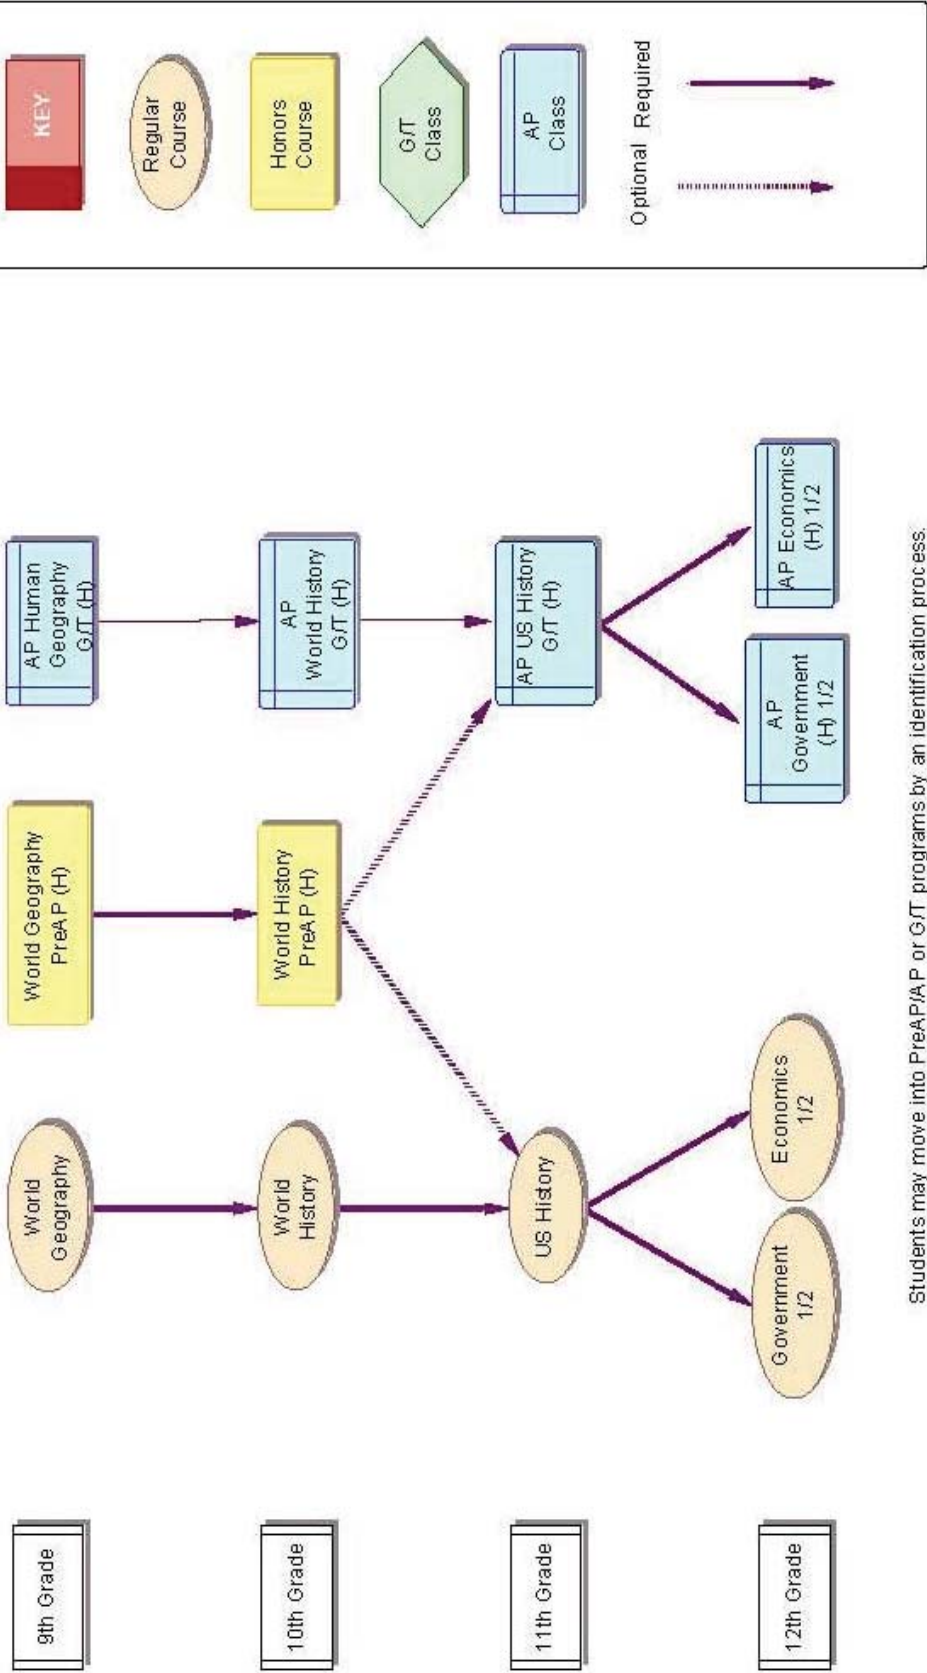 9th Grade
World
Geography
World Geography
PreAP (H)
AP Human
Geography
G/T (H)
KEY
10th Grade
World
History
World History
PreAP (H)
AP
World History
G/T (H)
Regular
Course
Honors
Course
11th Grade
US History
AP US History
G/T (H)
G/T
Class
AP
Class
12th Grade
Government
1/2
Economics
1/2
AP
Government
(H) 1/2
AP Economics
(H) 1/2
Optional Required
Students may move into PreAP/AP or G/T programs by an identification process.